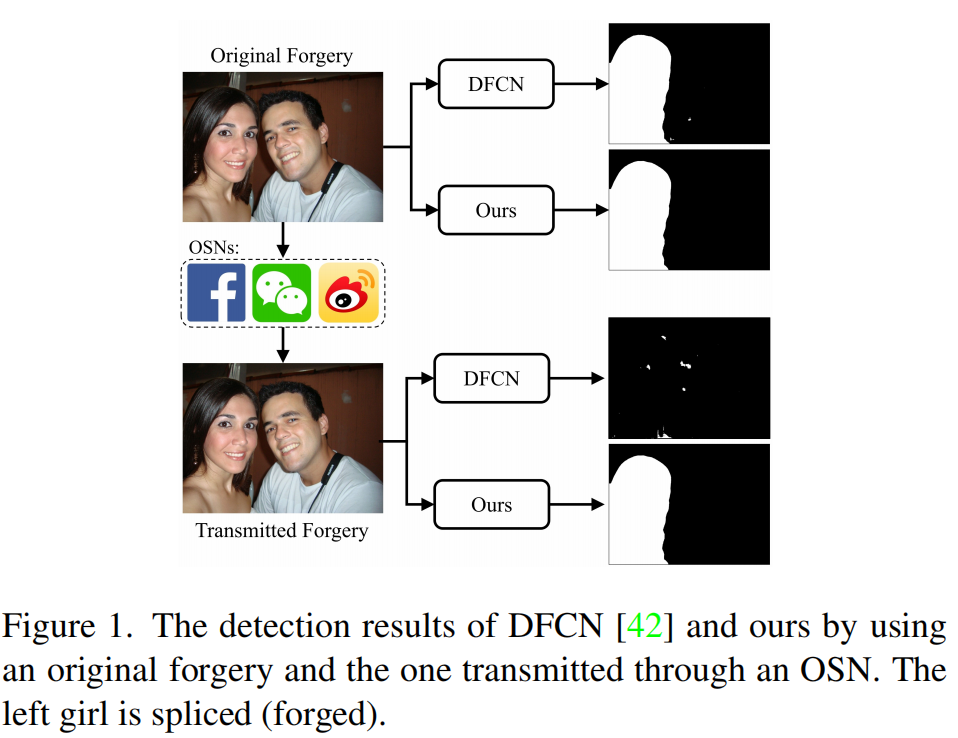 Original Forgery
DFCN
Ours
OSNs:
DFCN
Ours
Transmitted Forgery
Figure 1. The detection results of DFCN [42] and ours by using
an original forgery and the one transmitted through an OSN. The
left girl is spliced (forged).